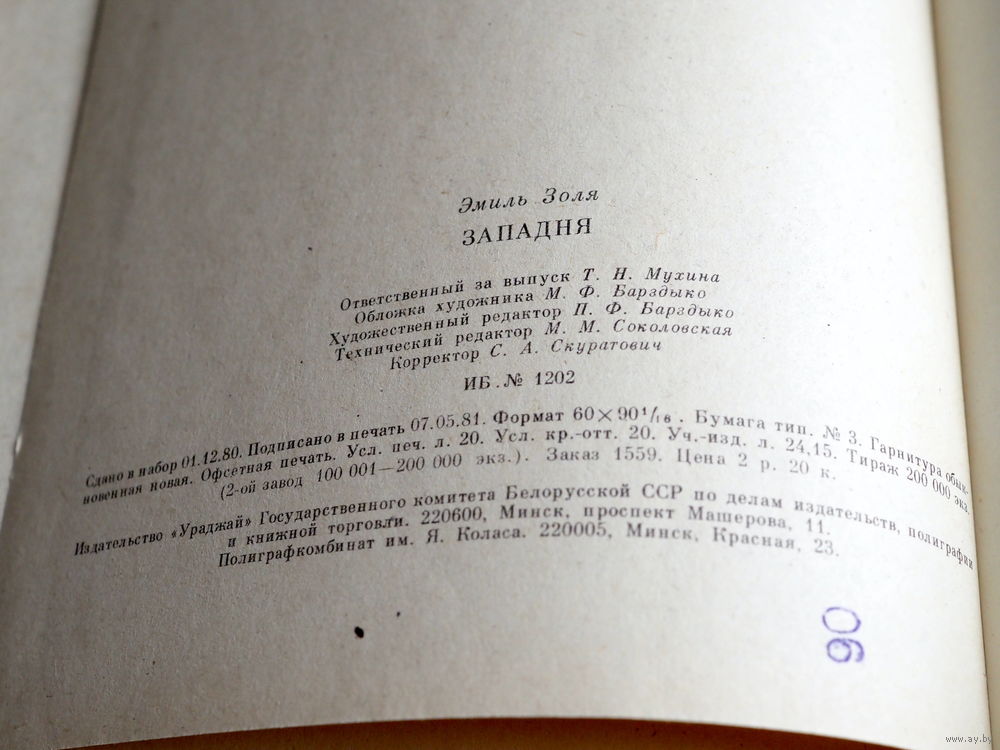 Эмиль Золя
ЗАПАДНЯ
Ответственный за выпуск Т. Н. Мухина
Обложка художника М. Ф. Барздыко
Художественный редактор П. Ф. Барздыко
Технический редактор М. М. Соколовская
Корректор С. А. Скуратович
ИБ № 1202
Сдано в набор 01.12.80. Подписано в печать 07.05.81. Формат 60×90¹/₁₆. Бумага тип. № 3. Гарнитура обык-
новенная новая. Офсетная печать. Усл. печ. л. 20. Усл. кр.-отт. 20. Уч.-изд. л. 24,15. Тираж 200 000 экз.
(2-ой завод 100 001—200 000 экз.). Заказ 1559. Цена 2 р. 20 к.
Издательство «Ураджай» Государственного комитета Белорусской ССР по делам издательств, полиграфии
и книжной торговли. 220600, Минск, проспект Машерова, 11.
Полиграфкомбинат им. Я. Коласа. 220005, Минск, Красная, 23.
90
www.ay.by